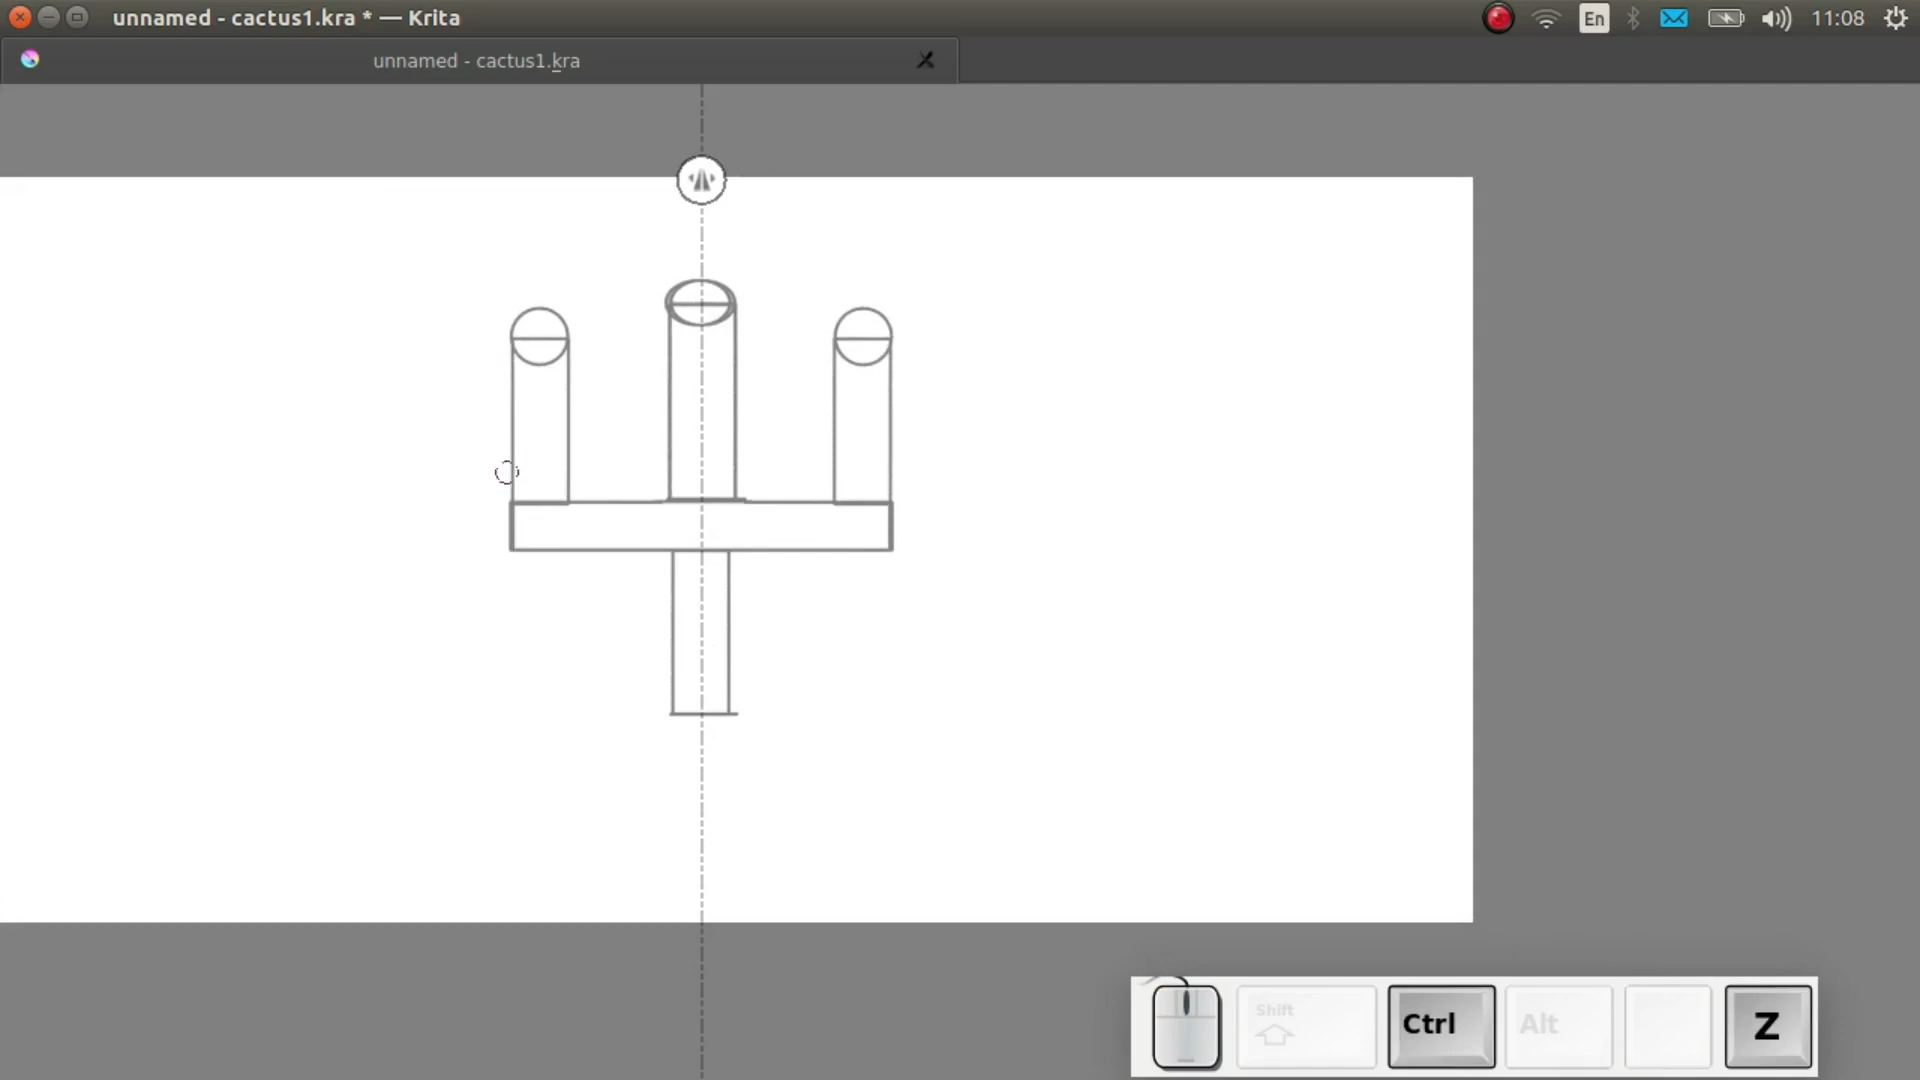 unnamed - cactus1.kra * — Krita
En
11:08
unnamed - cactus1.kra
Shift
Ctrl
Alt
Z